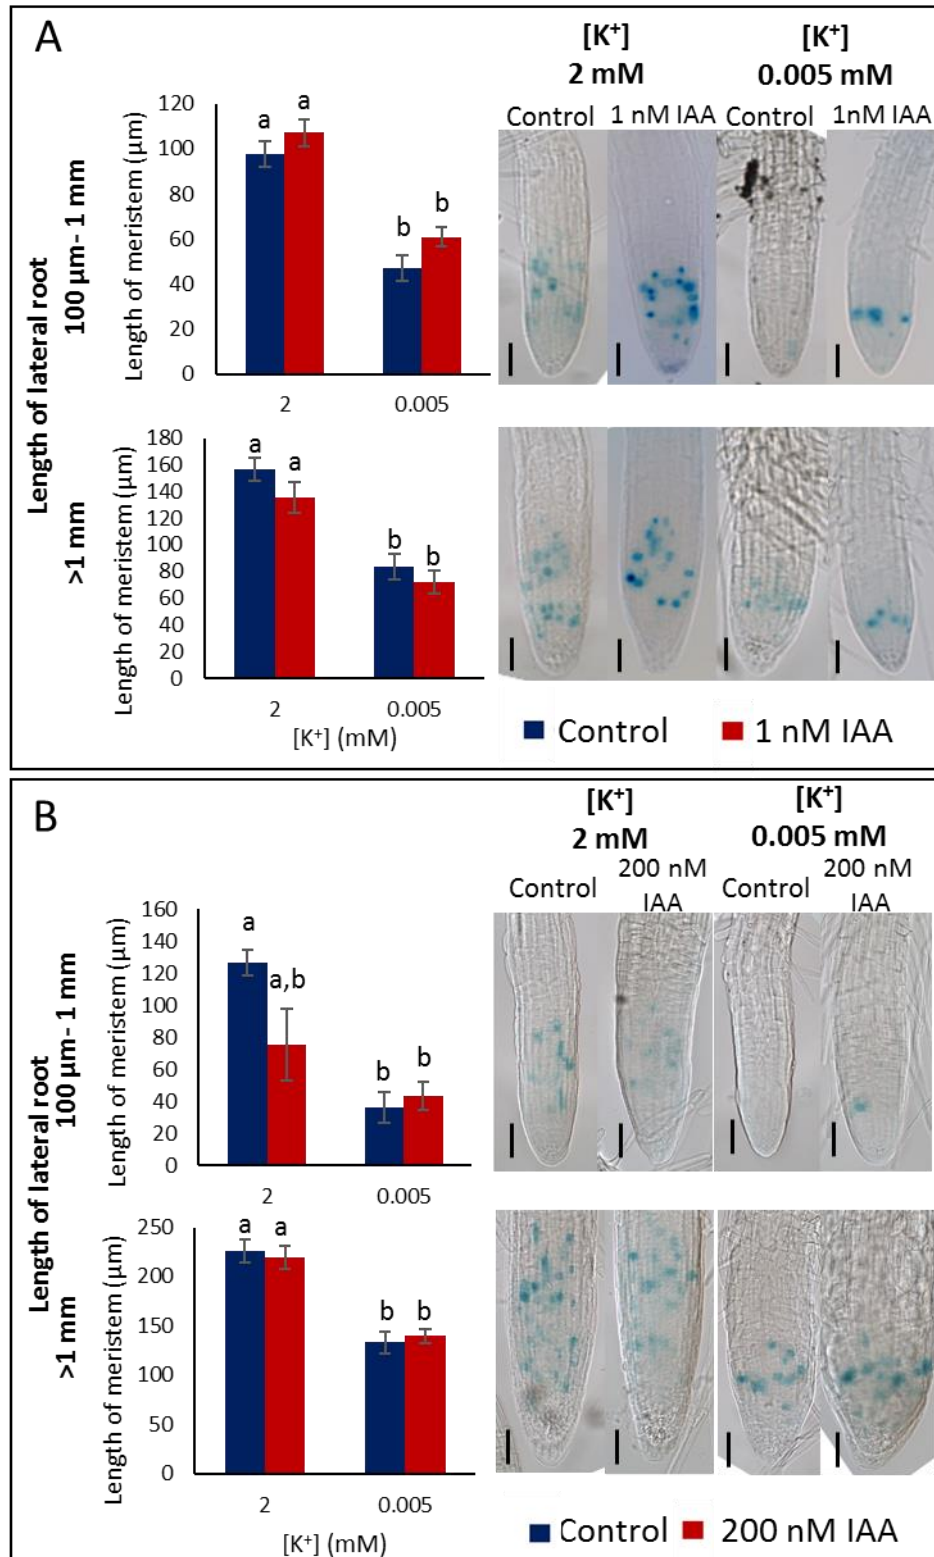 A
[K⁺]
2 mM
[K⁺]
0.005 mM
Control
1 nM IAA
Control
1nM IAA
Length of lateral root
100 µm- 1 mm
Length of meristem (µm)
120
100
80
60
40
20
0
a
a
b
b
2
0.005
>1 mm
Length of meristem (µm)
180
160
140
120
100
80
60
40
20
0
a
a
b
b
2
0.005
[K⁺] (mM)
Control
1 nM IAA
B
[K⁺]
2 mM
[K⁺]
0.005 mM
Control
200 nM
IAA
Control
200 nM
IAA
Length of lateral root
100 µm- 1 mm
Length of meristem (µm)
160
140
120
100
80
60
40
20
0
a
a,b
b
b
2
0.005
>1 mm
Length of meristem (µm)
250
200
150
100
50
0
a
a
b
b
2
0.005
[K⁺] (mM)
Control
200 nM IAA